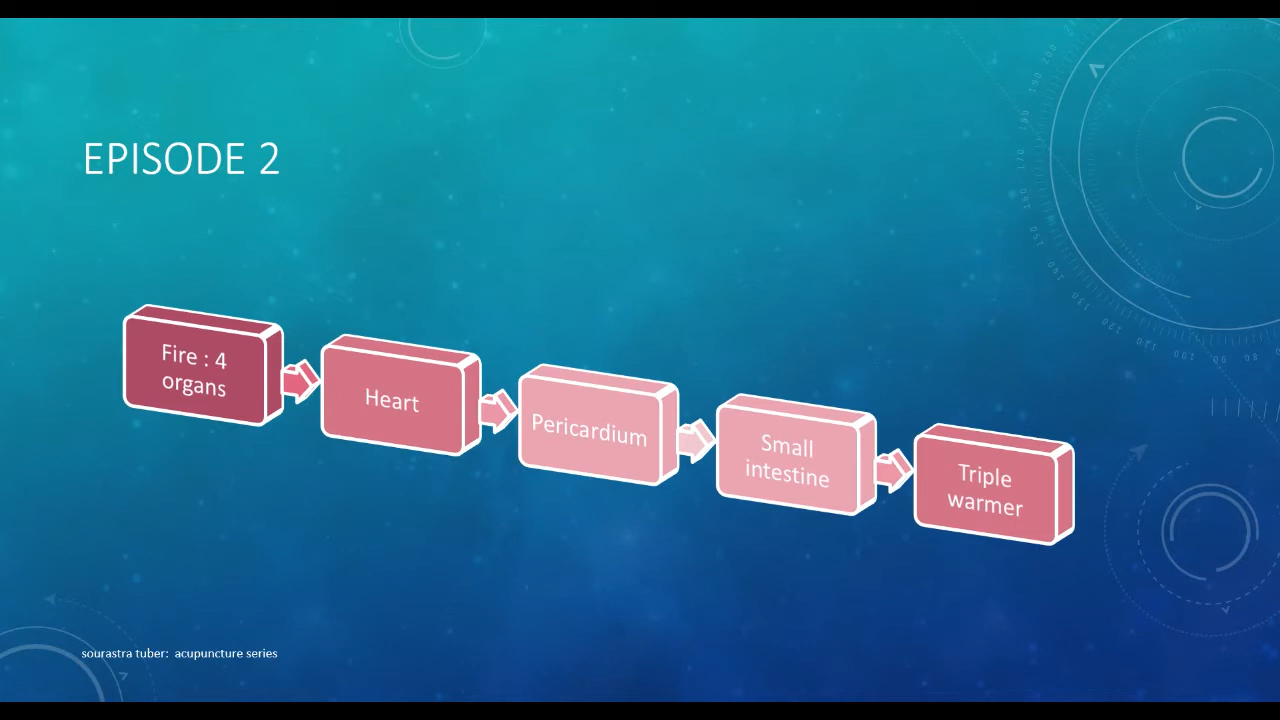 EPISODE 2
Fire : 4
organs
Heart
Pericardium
Small
intestine
Triple
warmer
sourastra tuber:  acupuncture series